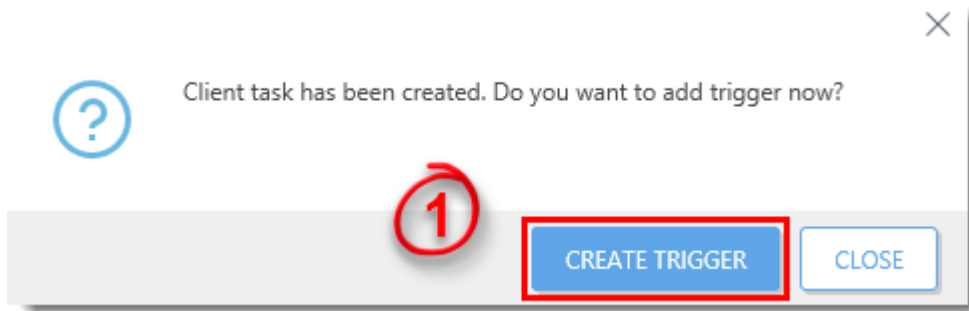 Client task has been created. Do you want to add trigger now?
1
CREATE TRIGGER CLOSE